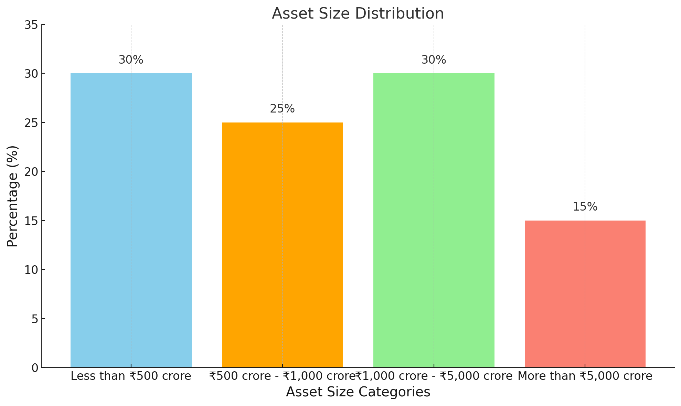 Asset Size Distribution
35
30
25
20
15
10
5
0
Percentage (%)
30%
25%
30%
15%
Less than ₹500 crore
₹500 crore - ₹1,000 crore
₹1,000 crore - ₹5,000 crore
More than ₹5,000 crore
Asset Size Categories